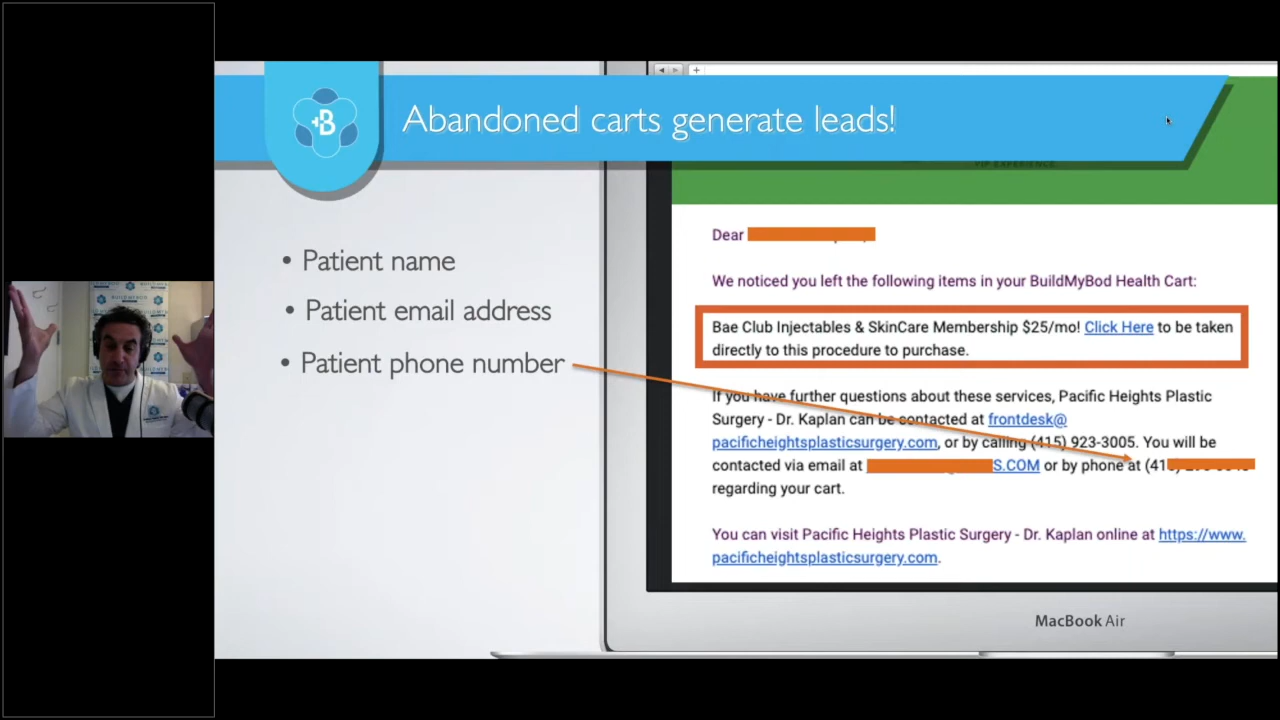 Abandoned carts generate leads!
• Patient name
• Patient email address
• Patient phone number
VIP EXPERIENCE
Dear
We noticed you left the following items in your BuildMyBod Health Cart:
Bae Club Injectables & SkinCare Membership $25/mo! Click Here to be taken
directly to this procedure to purchase.
If you have further questions about these services, Pacific Heights Plastic
Surgery - Dr. Kaplan can be contacted at frontdesk@
pacificheightsplasticsurgery.com, or by calling (415) 923-3005. You will be
contacted via email at S.COM or by phone at (41
regarding your cart.
You can visit Pacific Heights Plastic Surgery - Dr. Kaplan online at https://www.
pacificheightsplasticsurgery.com.
MacBook Air
+B
BUILDMYBOD